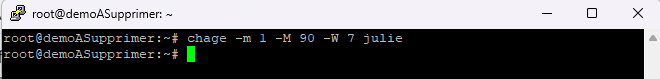 root@demoASupprimer: ~
root@demoASupprimer:~# chage -m 1 -M 90 -W 7 julie
root@demoASupprimer:~#